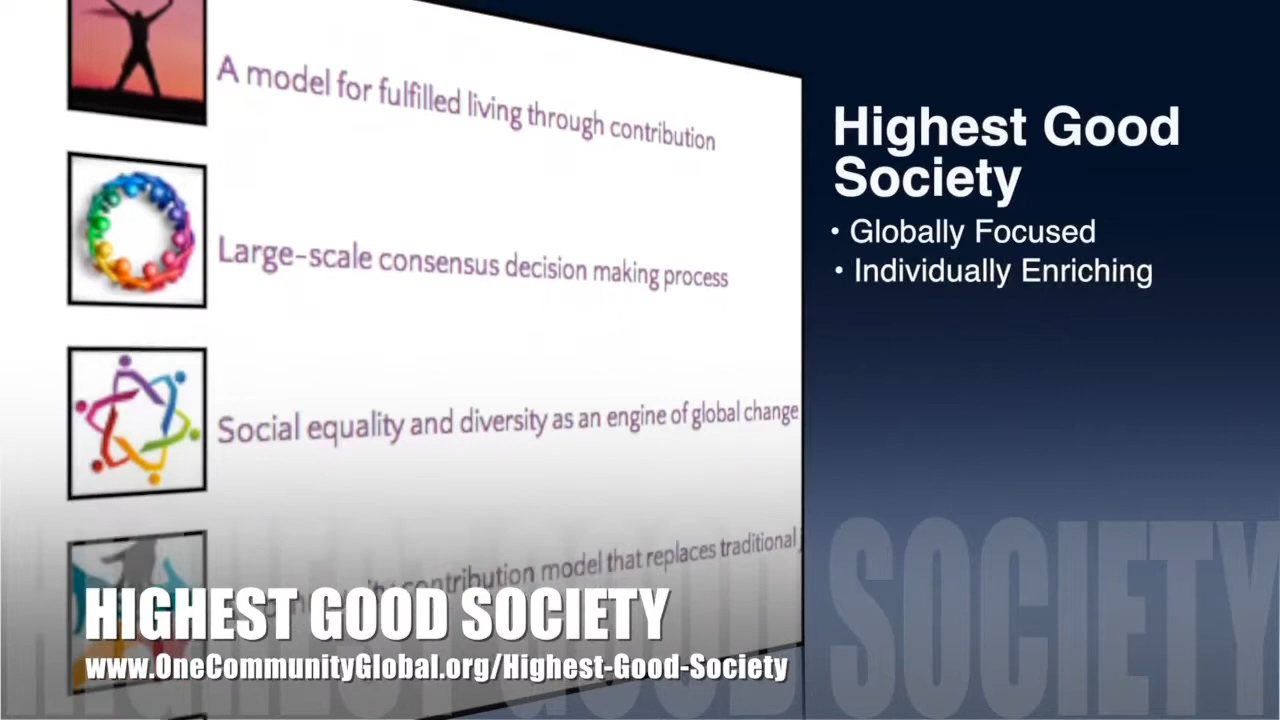 A model for fulfilled living through contribution
Large-scale consensus decision making process
Social equality and diversity as an engine of global change
contribution model that replaces traditional
Highest Good
Society
• Globally Focused
• Individually Enriching
HIGHEST GOOD SOCIETY
HIGHEST GOOD SOCIETY
www.OneCommunityGlobal.org/Highest-Good-Society